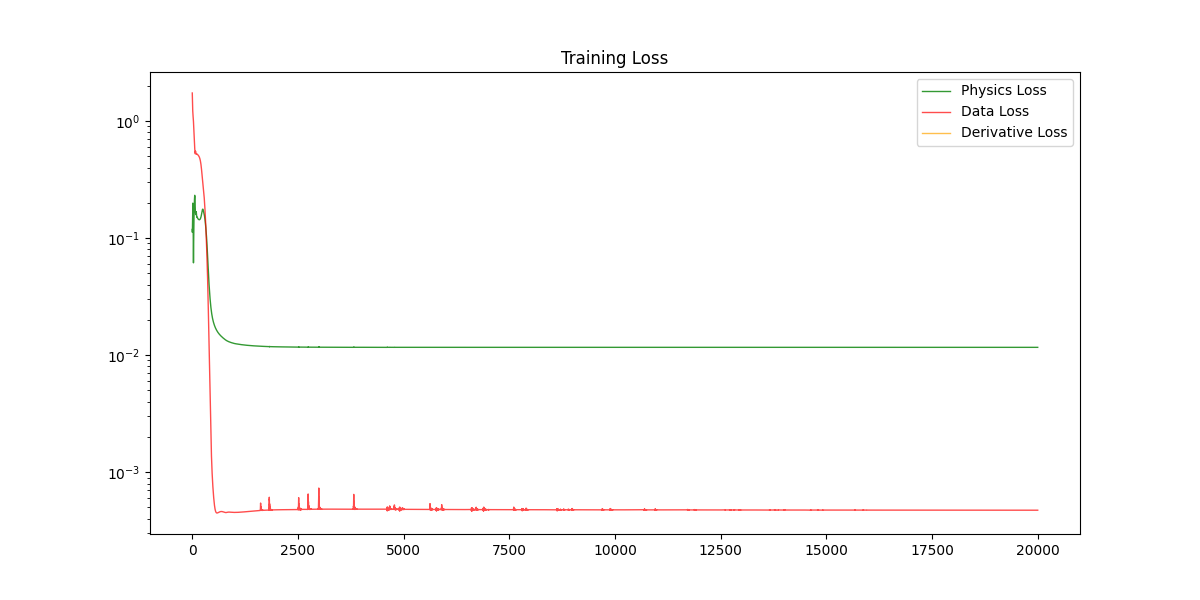 Training Loss
Physics Loss
Data Loss
Derivative Loss
10^0
10^-1
10^-2
10^-3
0 2500 5000 7500 10000 12500 15000 17500 20000